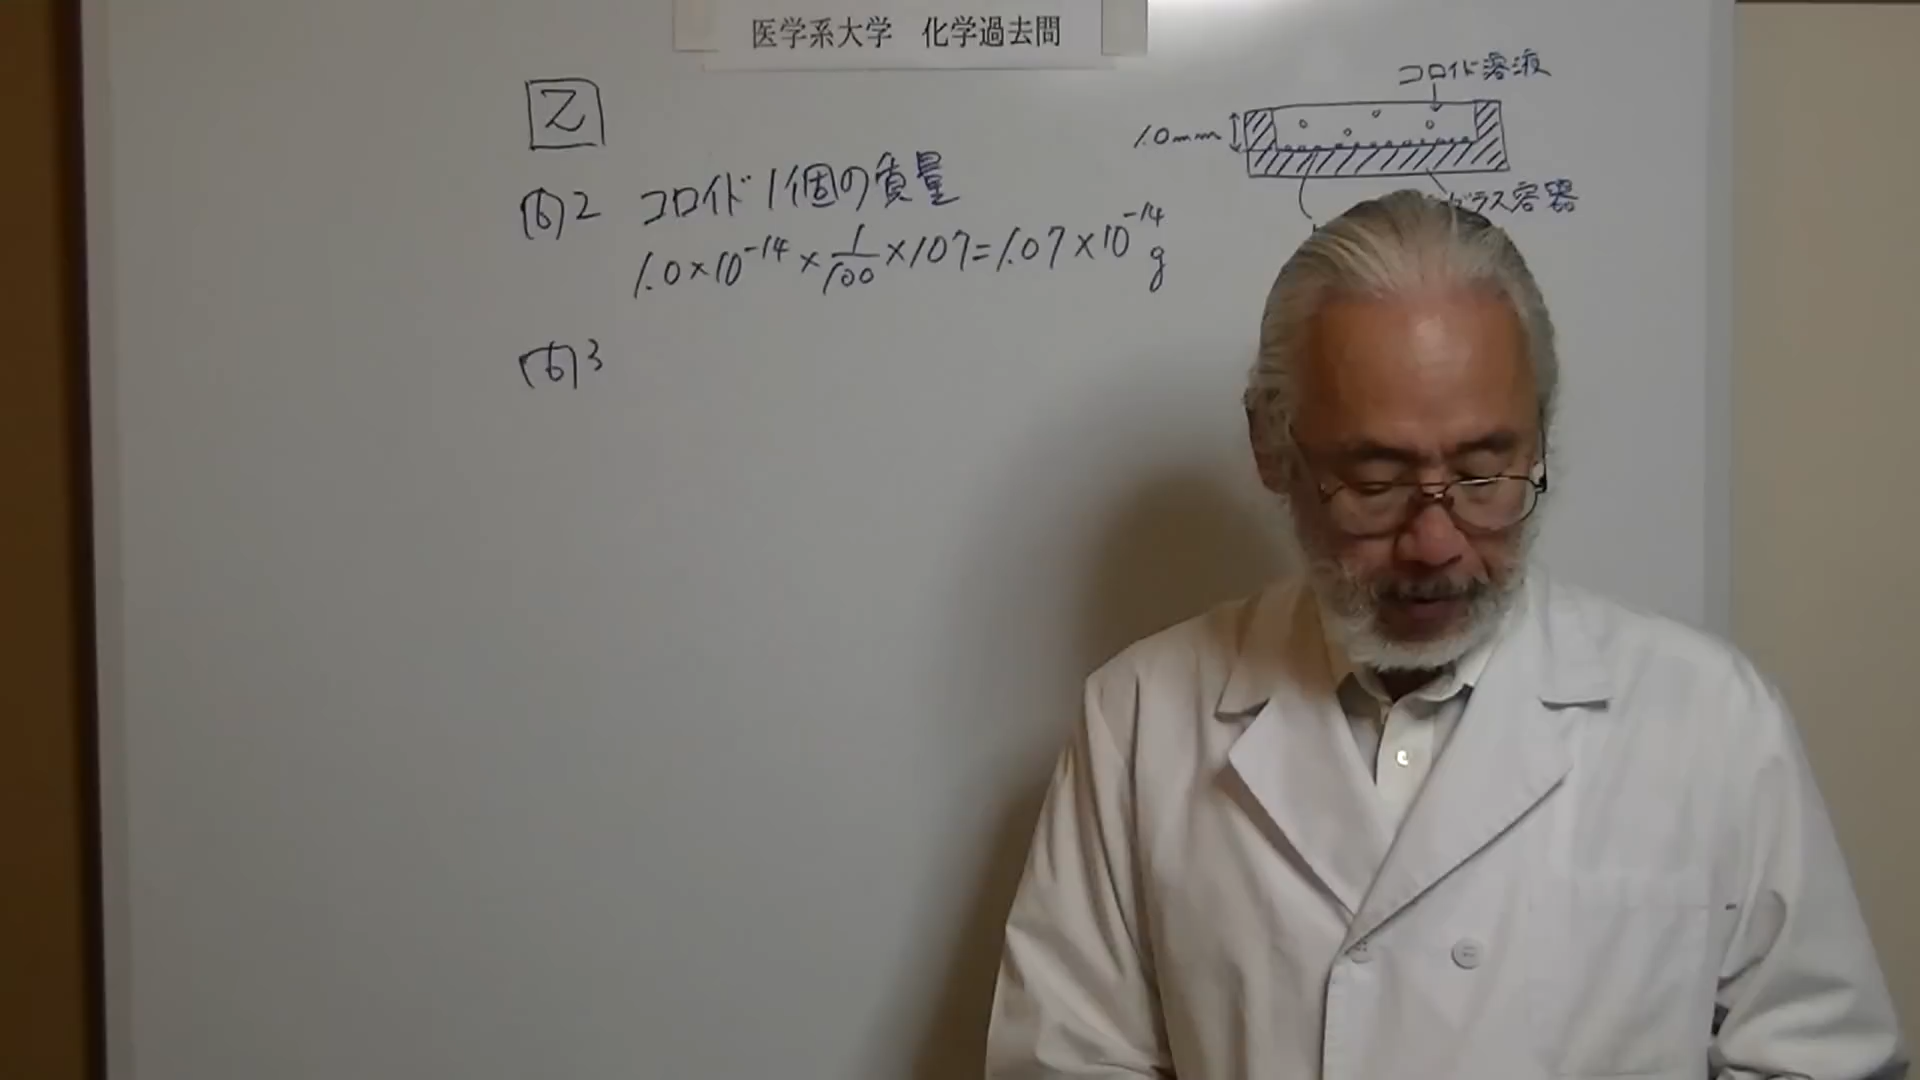 医学系大学 化学過去問
コロイド溶液
1.0mm
ガラス容器
2
問2 コロイド1個の質量
1.0×10⁻¹⁴×1/100×107=1.07×10⁻¹⁴g
問3